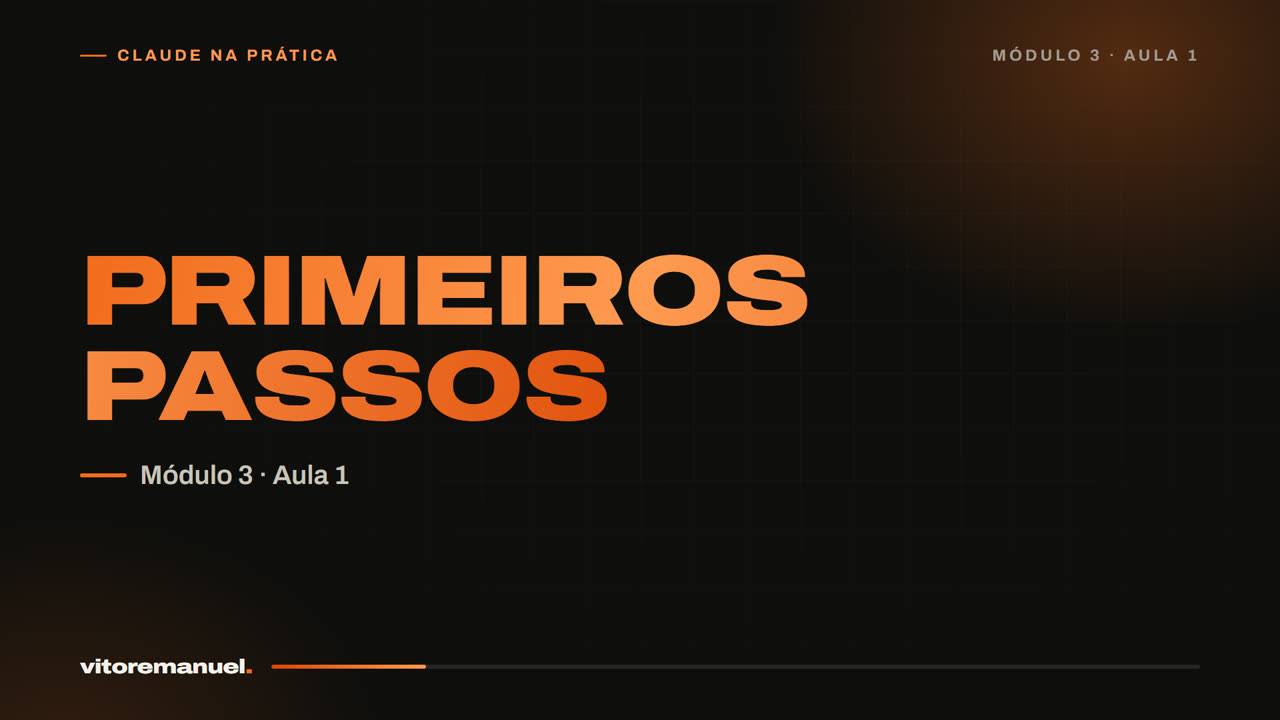 CLAUDE NA PRÁTICA
MÓDULO 3 · AULA 1
PRIMEIROS
PASSOS
Módulo 3 · Aula 1
vitoremanuel.